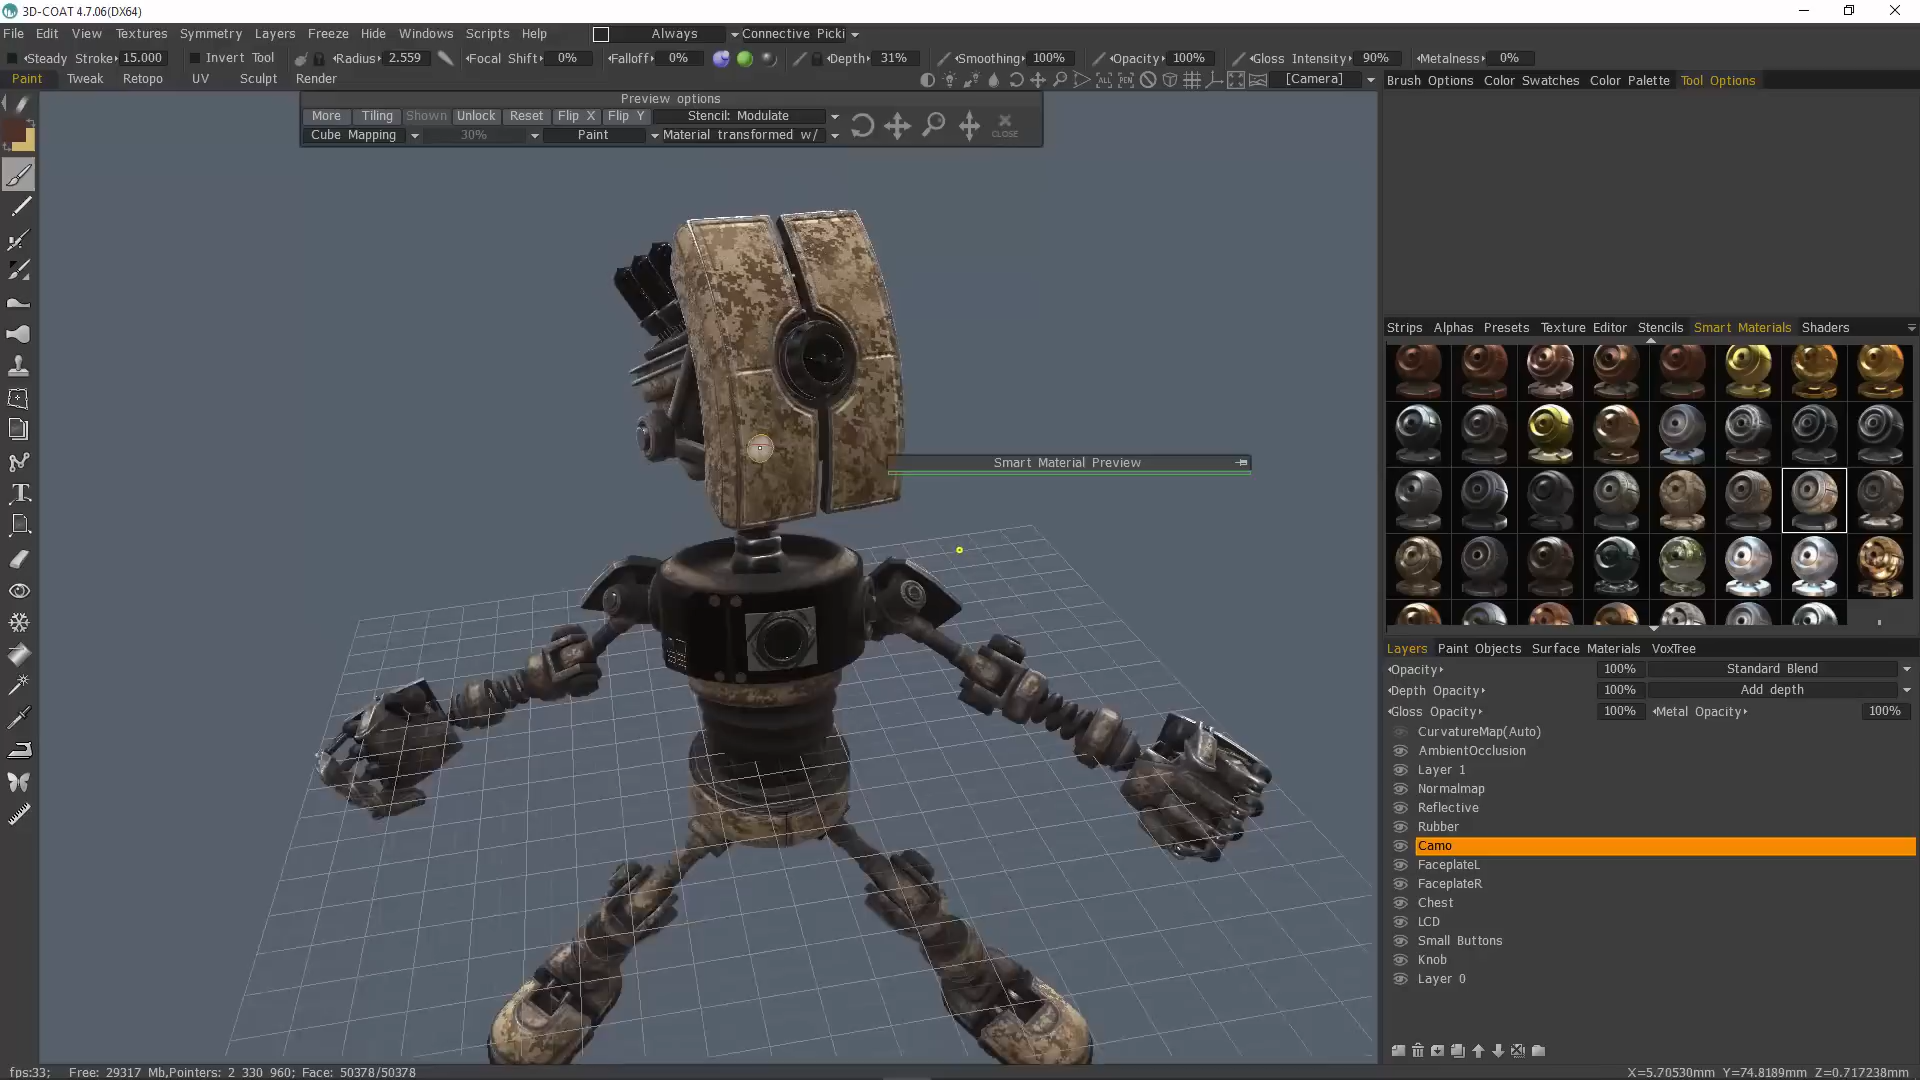 3D-COAT 4.7.06(DX64)
File Edit View Textures Symmetry Layers Freeze Hide Windows Scripts Help Always Connective Picki
Steady Stroke 15.000 Invert Tool Radius 2.559 Focal Shift 0% Falloff 0% Depth 31% Smoothing 100% Opacity 100% Gloss Intensity 90% Metalness 0%
Paint Tweak Retopo UV Sculpt Render [Camera] Brush Options Color Swatches Color Palette Tool Options
Preview options
More Tiling Shown Unlock Reset Flip X Flip Y Stencil: Modulate
Cube Mapping 30% Paint Material transformed w/ CLOSE
Strips Alphas Presets Texture Editor Stencils Smart Materials Shaders
Smart Material Preview
Layers Paint Objects Surface Materials VoxTree
Opacity 100% Standard Blend
Depth Opacity 100% Add depth
Gloss Opacity 100% Metal Opacity 100%
CurvatureMap(Auto)
AmbientOcclusion
Layer 1
Normalmap
Reflective
Rubber
Camo
FaceplateL
FaceplateR
Chest
LCD
Small Buttons
Knob
Layer 0
fps:33; Free: 29317 Mb,Pointers: 2 330 960; Face: 50378/50378 X=5.70530mm Y=74.8189mm Z=0.717238mm